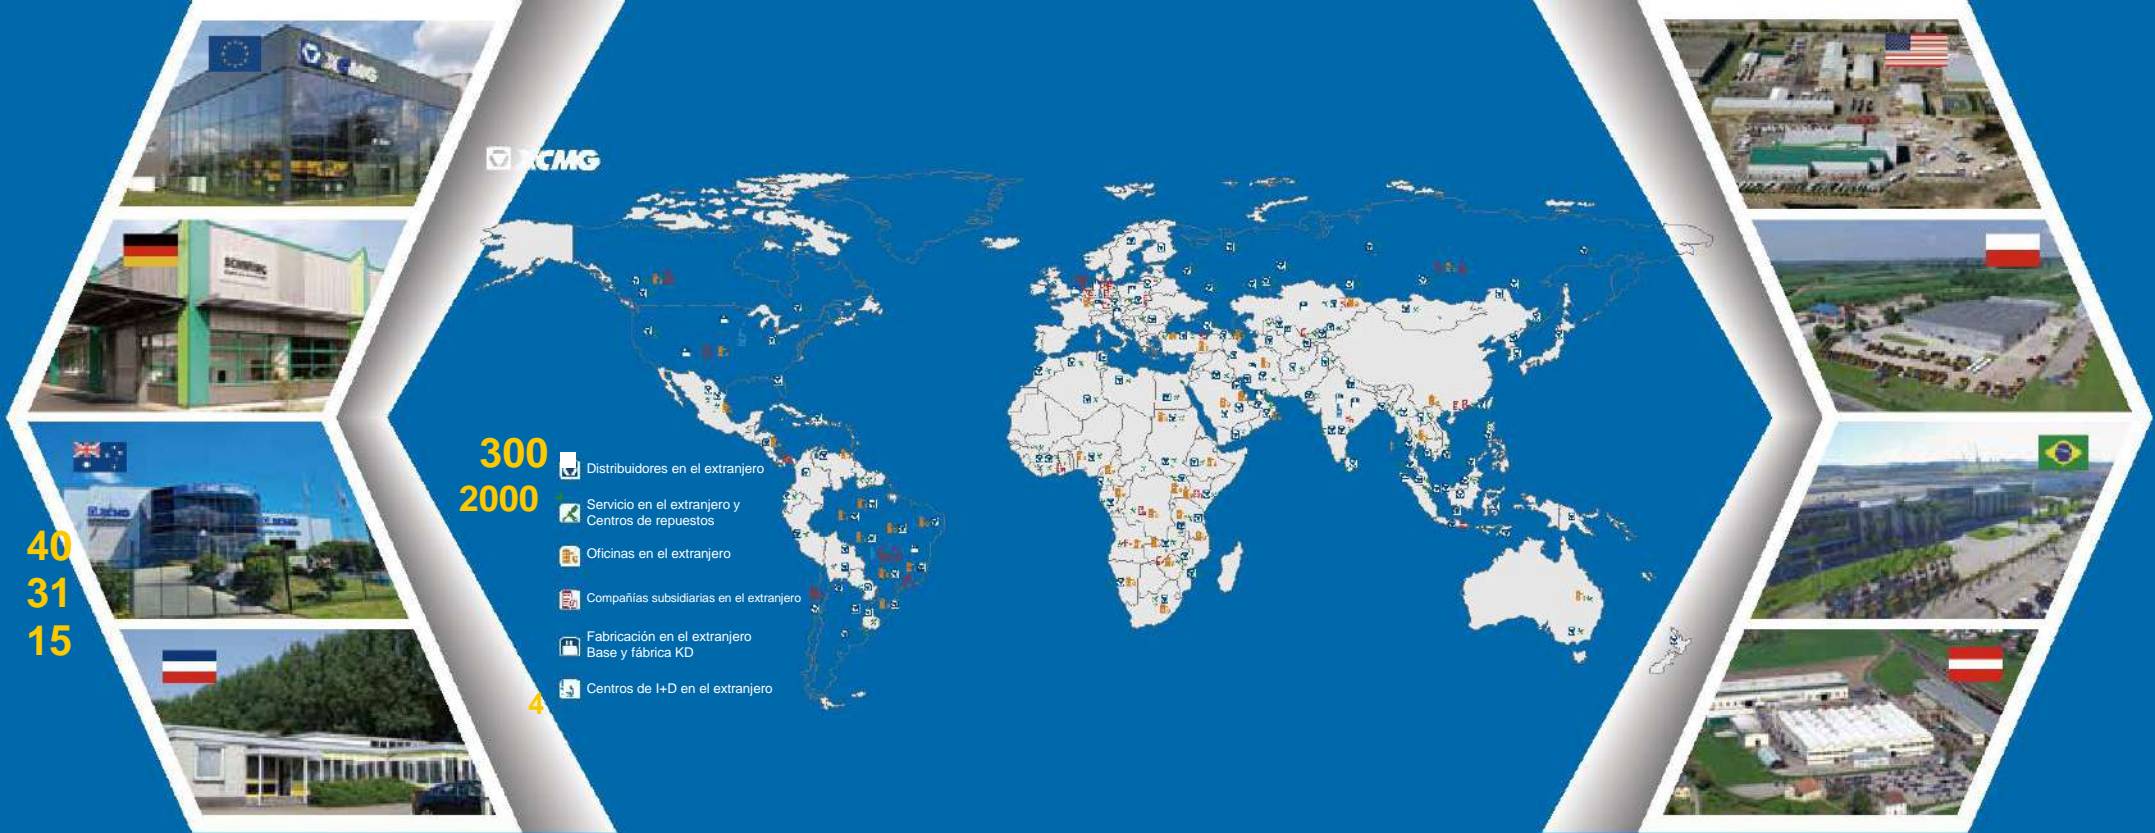 XCMG
XCMG
SCHWING
300
Distribuidores en el extranjero
2000
Servicio en el extranjero y
Centros de repuestos
40
Oficinas en el extranjero
31
Compañías subsidiarias en el extranjero
15
Fabricación en el extranjero
Base y fábrica KD
4
Centros de I+D en el extranjero